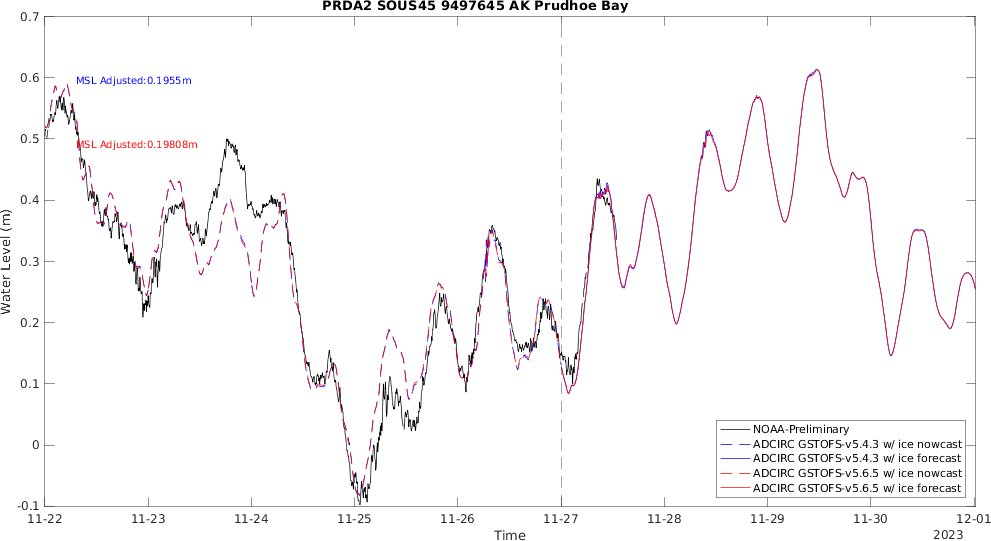 PRDA2 SOUS45 9497645 AK Prudhoe Bay
0.7
0.6
0.5
0.4
0.3
0.2
0.1
0
-0.1
Water Level (m)
MSL Adjusted:0.1955m
MSL Adjusted:0.19808m
NOAA-Preliminary
ADCIRC GSTOFS-v5.4.3 w/ ice nowcast
ADCIRC GSTOFS-v5.4.3 w/ ice forecast
ADCIRC GSTOFS-v5.6.5 w/ ice nowcast
ADCIRC GSTOFS-v5.6.5 w/ ice forecast
11-22 11-23 11-24 11-25 11-26 11-27 11-28 11-29 11-30 12-01
Time
2023